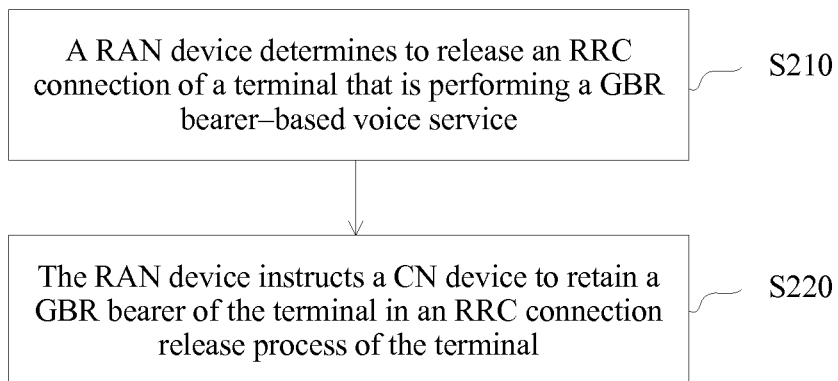 A RAN device determines to release an RRC
connection of a terminal that is performing a GBR
bearer–based voice service
S210
The RAN device instructs a CN device to retain a
GBR bearer of the terminal in an RRC connection
release process of the terminal
S220